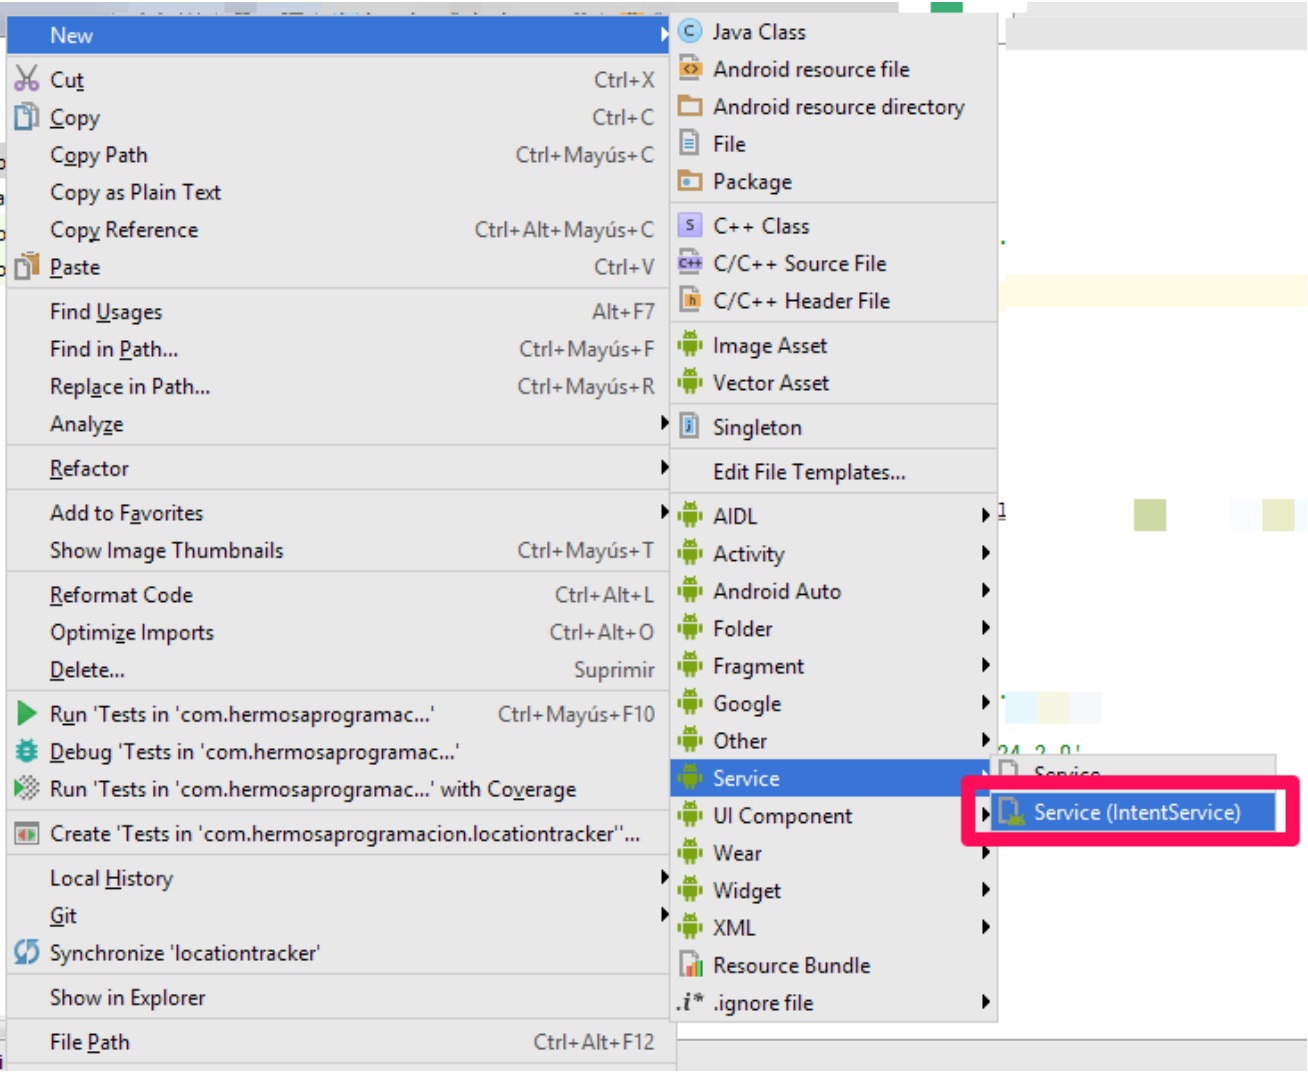 New
Cut Ctrl+X
Copy Ctrl+C
Copy Path Ctrl+Mayús+C
Copy as Plain Text
Copy Reference Ctrl+Alt+Mayús+C
Paste Ctrl+V
Find Usages Alt+F7
Find in Path... Ctrl+Mayús+F
Replace in Path... Ctrl+Mayús+R
Analyze
Refactor
Add to Favorites
Show Image Thumbnails Ctrl+Mayús+T
Reformat Code Ctrl+Alt+L
Optimize Imports Ctrl+Alt+O
Delete... Suprimir
Run 'Tests in 'com.hermosaprogramac...' Ctrl+Mayús+F10
Debug 'Tests in 'com.hermosaprogramac...'
Run 'Tests in 'com.hermosaprogramac...' with Coverage
Create 'Tests in 'com.hermosaprogramacion.locationtracker''...
Local History
Git
Synchronize 'locationtracker'
Show in Explorer
File Path Ctrl+Alt+F12
Java Class
Android resource file
Android resource directory
File
Package
C++ Class
C/C++ Source File
C/C++ Header File
Image Asset
Vector Asset
Singleton
Edit File Templates...
AIDL
Activity
Android Auto
Folder
Fragment
Google
Other
Service
UI Component
Wear
Widget
XML
Resource Bundle
.i* .ignore file
Service
Service (IntentService)